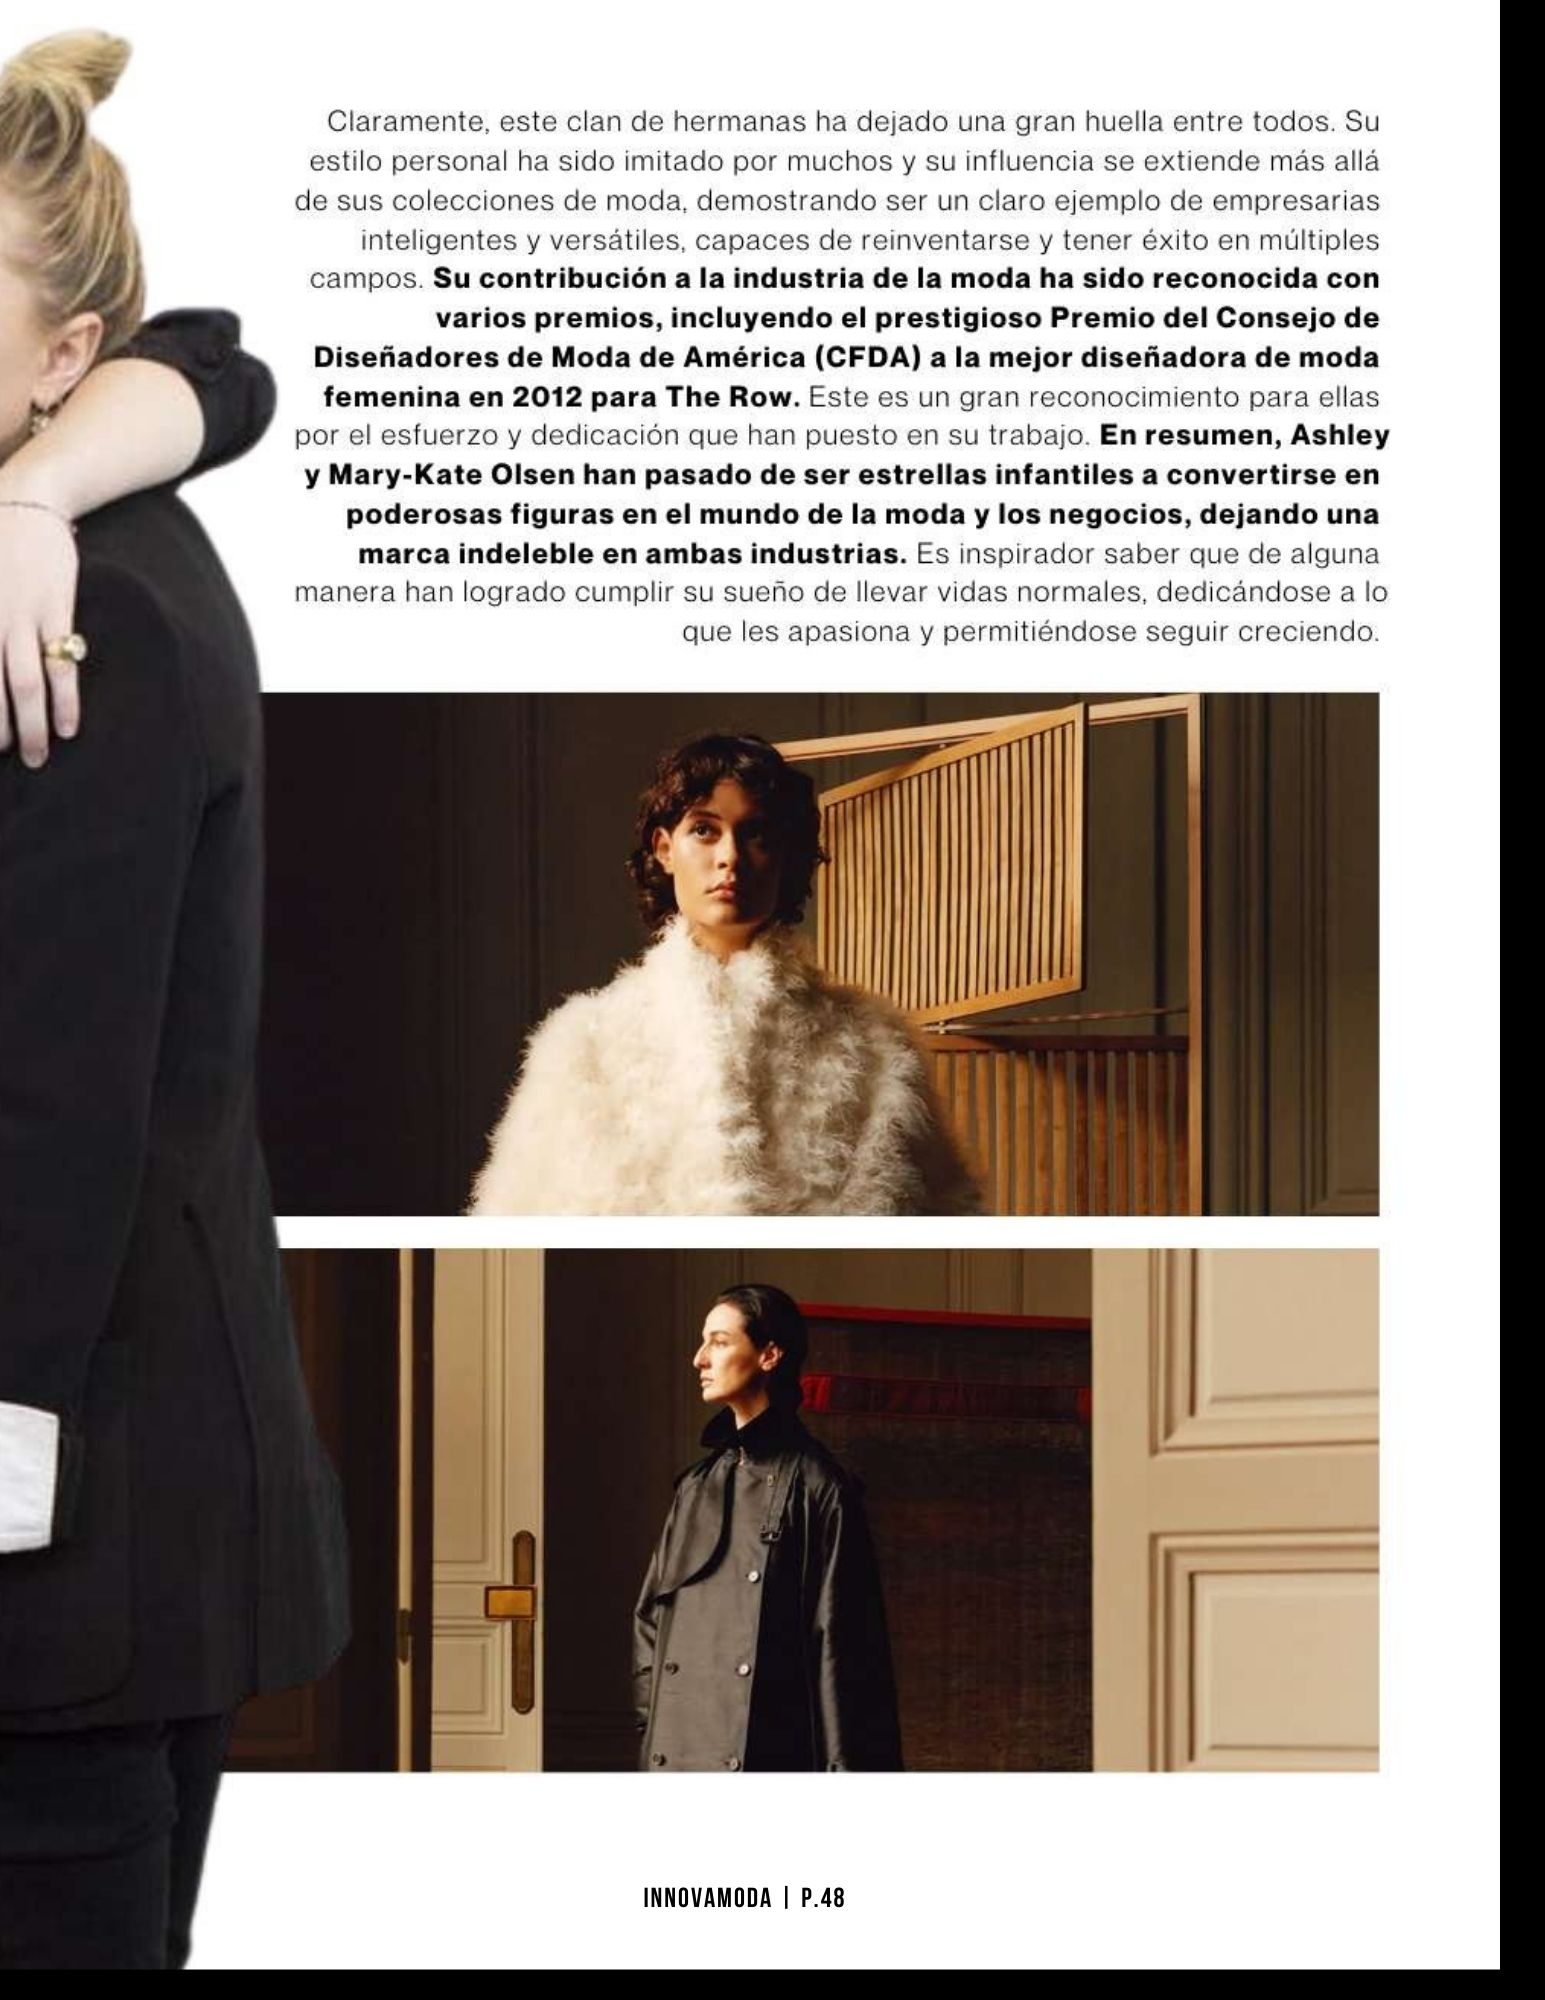 Claramente, este clan de hermanas ha dejado una gran huella entre todos. Su
estilo personal ha sido imitado por muchos y su influencia se extiende más allá
de sus colecciones de moda, demostrando ser un claro ejemplo de empresarias
inteligentes y versátiles, capaces de reinventarse y tener éxito en múltiples
campos. Su contribución a la industria de la moda ha sido reconocida con
varios premios, incluyendo el prestigioso Premio del Consejo de
Diseñadores de Moda de América (CFDA) a la mejor diseñadora de moda
femenina en 2012 para The Row. Este es un gran reconocimiento para ellas
por el esfuerzo y dedicación que han puesto en su trabajo. En resumen, Ashley
y Mary-Kate Olsen han pasado de ser estrellas infantiles a convertirse en
poderosas figuras en el mundo de la moda y los negocios, dejando una
marca indeleble en ambas industrias. Es inspirador saber que de alguna
manera han logrado cumplir su sueño de llevar vidas normales, dedicándose a lo
que les apasiona y permitiéndose seguir creciendo.
INNOVAMODA | P.48